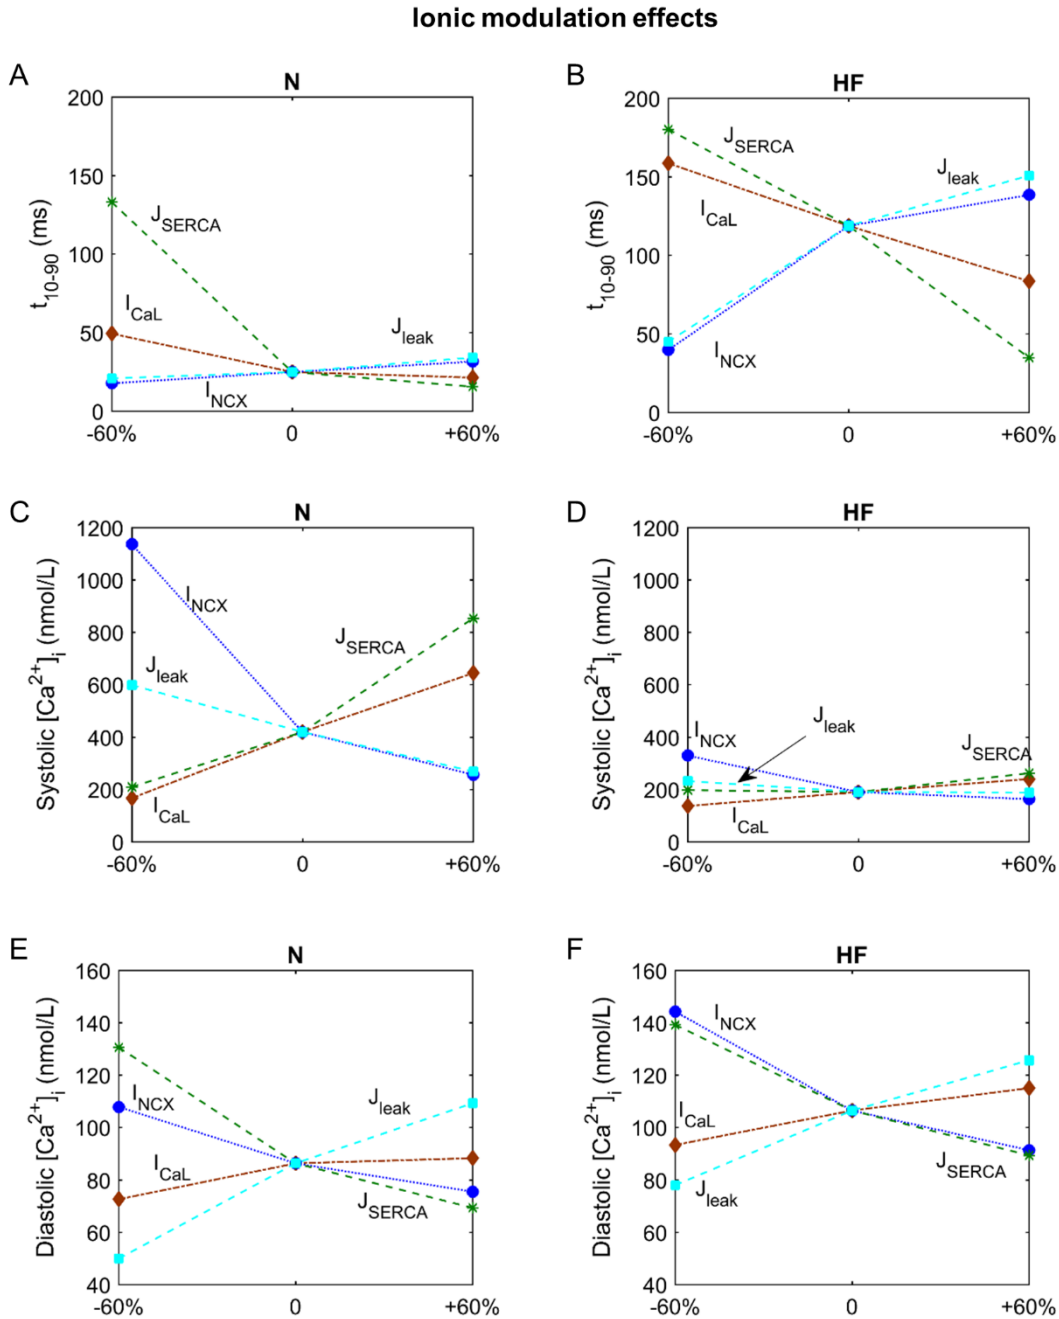 Ionic modulation effects
A
N
t10-90 (ms)
200
150
100
50
0
JSERCA
ICaL
Jleak
INCX
-60%
0
+60%
B
HF
t10-90 (ms)
200
150
100
50
0
JSERCA
Jleak
ICaL
INCX
-60%
0
+60%
C
N
Systolic [Ca2+]i (nmol/L)
1200
1000
800
600
400
200
0
INCX
JSERCA
Jleak
ICaL
-60%
0
+60%
D
HF
Systolic [Ca2+]i (nmol/L)
1200
1000
800
600
400
200
0
INCX
Jleak
JSERCA
ICaL
-60%
0
+60%
E
N
Diastolic [Ca2+]i (nmol/L)
160
140
120
100
80
60
40
INCX
Jleak
ICaL
JSERCA
-60%
0
+60%
F
HF
Diastolic [Ca2+]i (nmol/L)
160
140
120
100
80
60
40
INCX
ICaL
JSERCA
Jleak
-60%
0
+60%